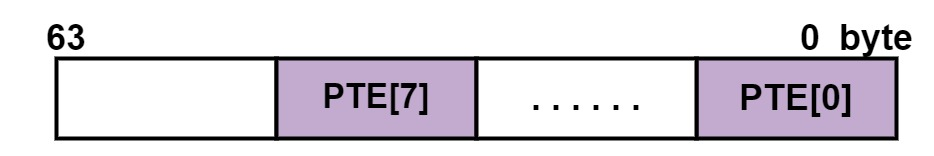 63 0 byte
PTE[7] ...... PTE[0]